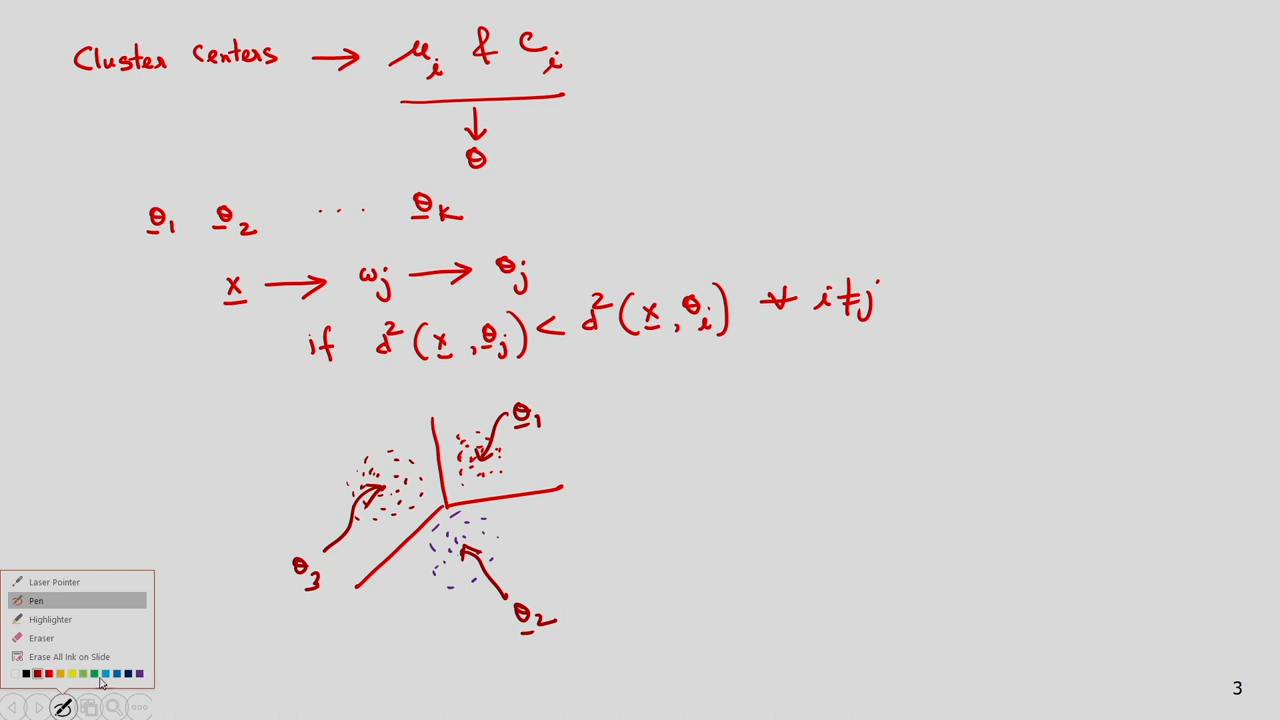 Cluster Centers → μi & Ci
↓
θ
θ1 θ2 ... θK
x → ωj → θj
if d²(x, θj) < d²(x, θi) ∀ i≠j
θ1
θ3
θ2
Laser Pointer
Pen
Highlighter
Eraser
Erase All Ink on Slide
3